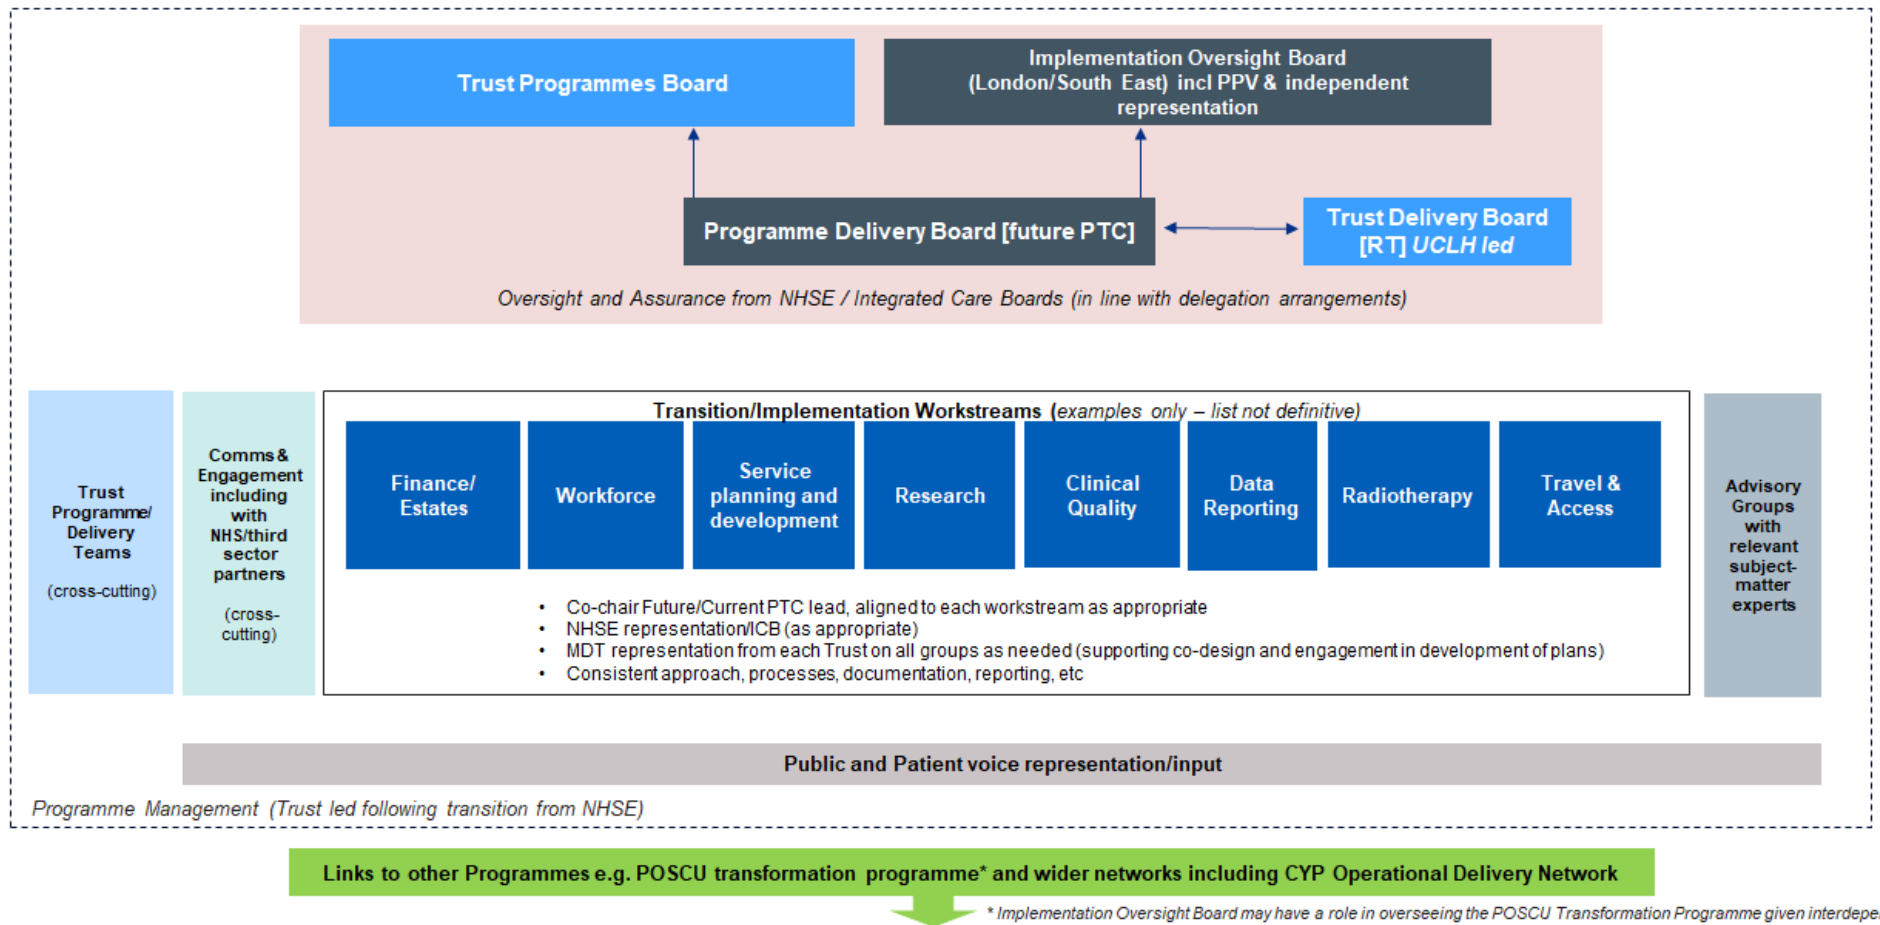 Trust Programmes Board
Implementation Oversight Board
(London/South East) incl PPV & independent
representation
Programme Delivery Board [future PTC]
Trust Delivery Board
[RT] UCLH led
Oversight and Assurance from NHSE / Integrated Care Boards (in line with delegation arrangements)
Trust
Programme/
Delivery
Teams
(cross-cutting)
Comms &
Engagement
including
with
NHS/third
sector
partners
(cross-
cutting)
Transition/Implementation Workstreams (examples only – list not definitive)
Finance/
Estates
Workforce
Service
planning and
development
Research
Clinical
Quality
Data
Reporting
Radiotherapy
Travel &
Access
• Co-chair Future/Current PTC lead, aligned to each workstream as appropriate
• NHSE representation/ICB (as appropriate)
• MDT representation from each Trust on all groups as needed (supporting co-design and engagement in development of plans)
• Consistent approach, processes, documentation, reporting, etc
Advisory
Groups
with
relevant
subject-
matter
experts
Public and Patient voice representation/input
Programme Management (Trust led following transition from NHSE)
Links to other Programmes e.g. POSCU transformation programme* and wider networks including CYP Operational Delivery Network
* Implementation Oversight Board may have a role in overseeing the POSCU Transformation Programme given